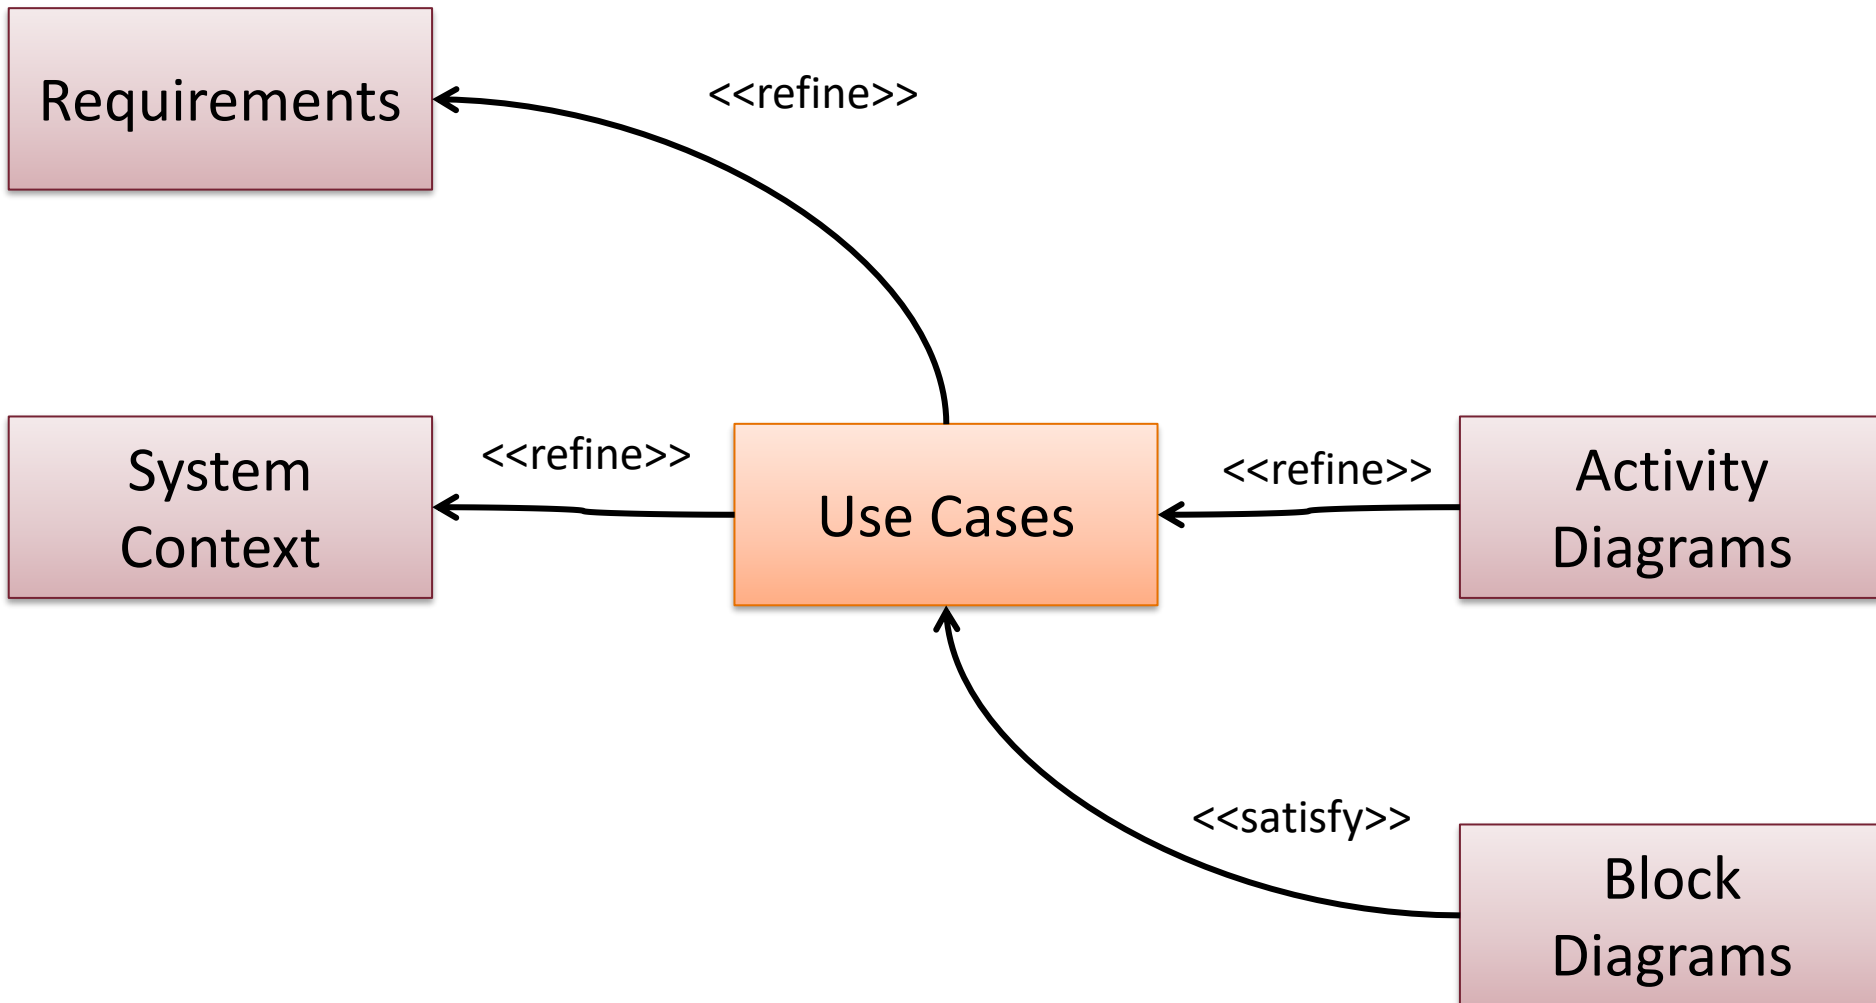 Requirements
<<refine>>
System
Context
<<refine>>
Use Cases
<<refine>>
Activity
Diagrams
<<satisfy>>
Block
Diagrams